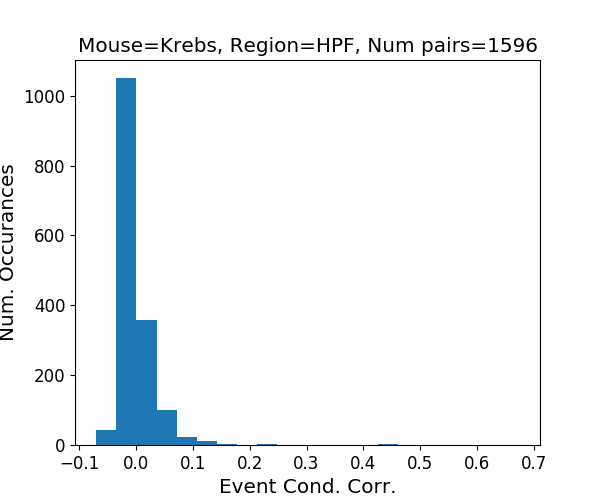 Mouse=Krebs, Region=HPF, Num pairs=1596
Num. Occurances
1000
800
600
400
200
0
−0.1 0.0 0.1 0.2 0.3 0.4 0.5 0.6 0.7
Event Cond. Corr.